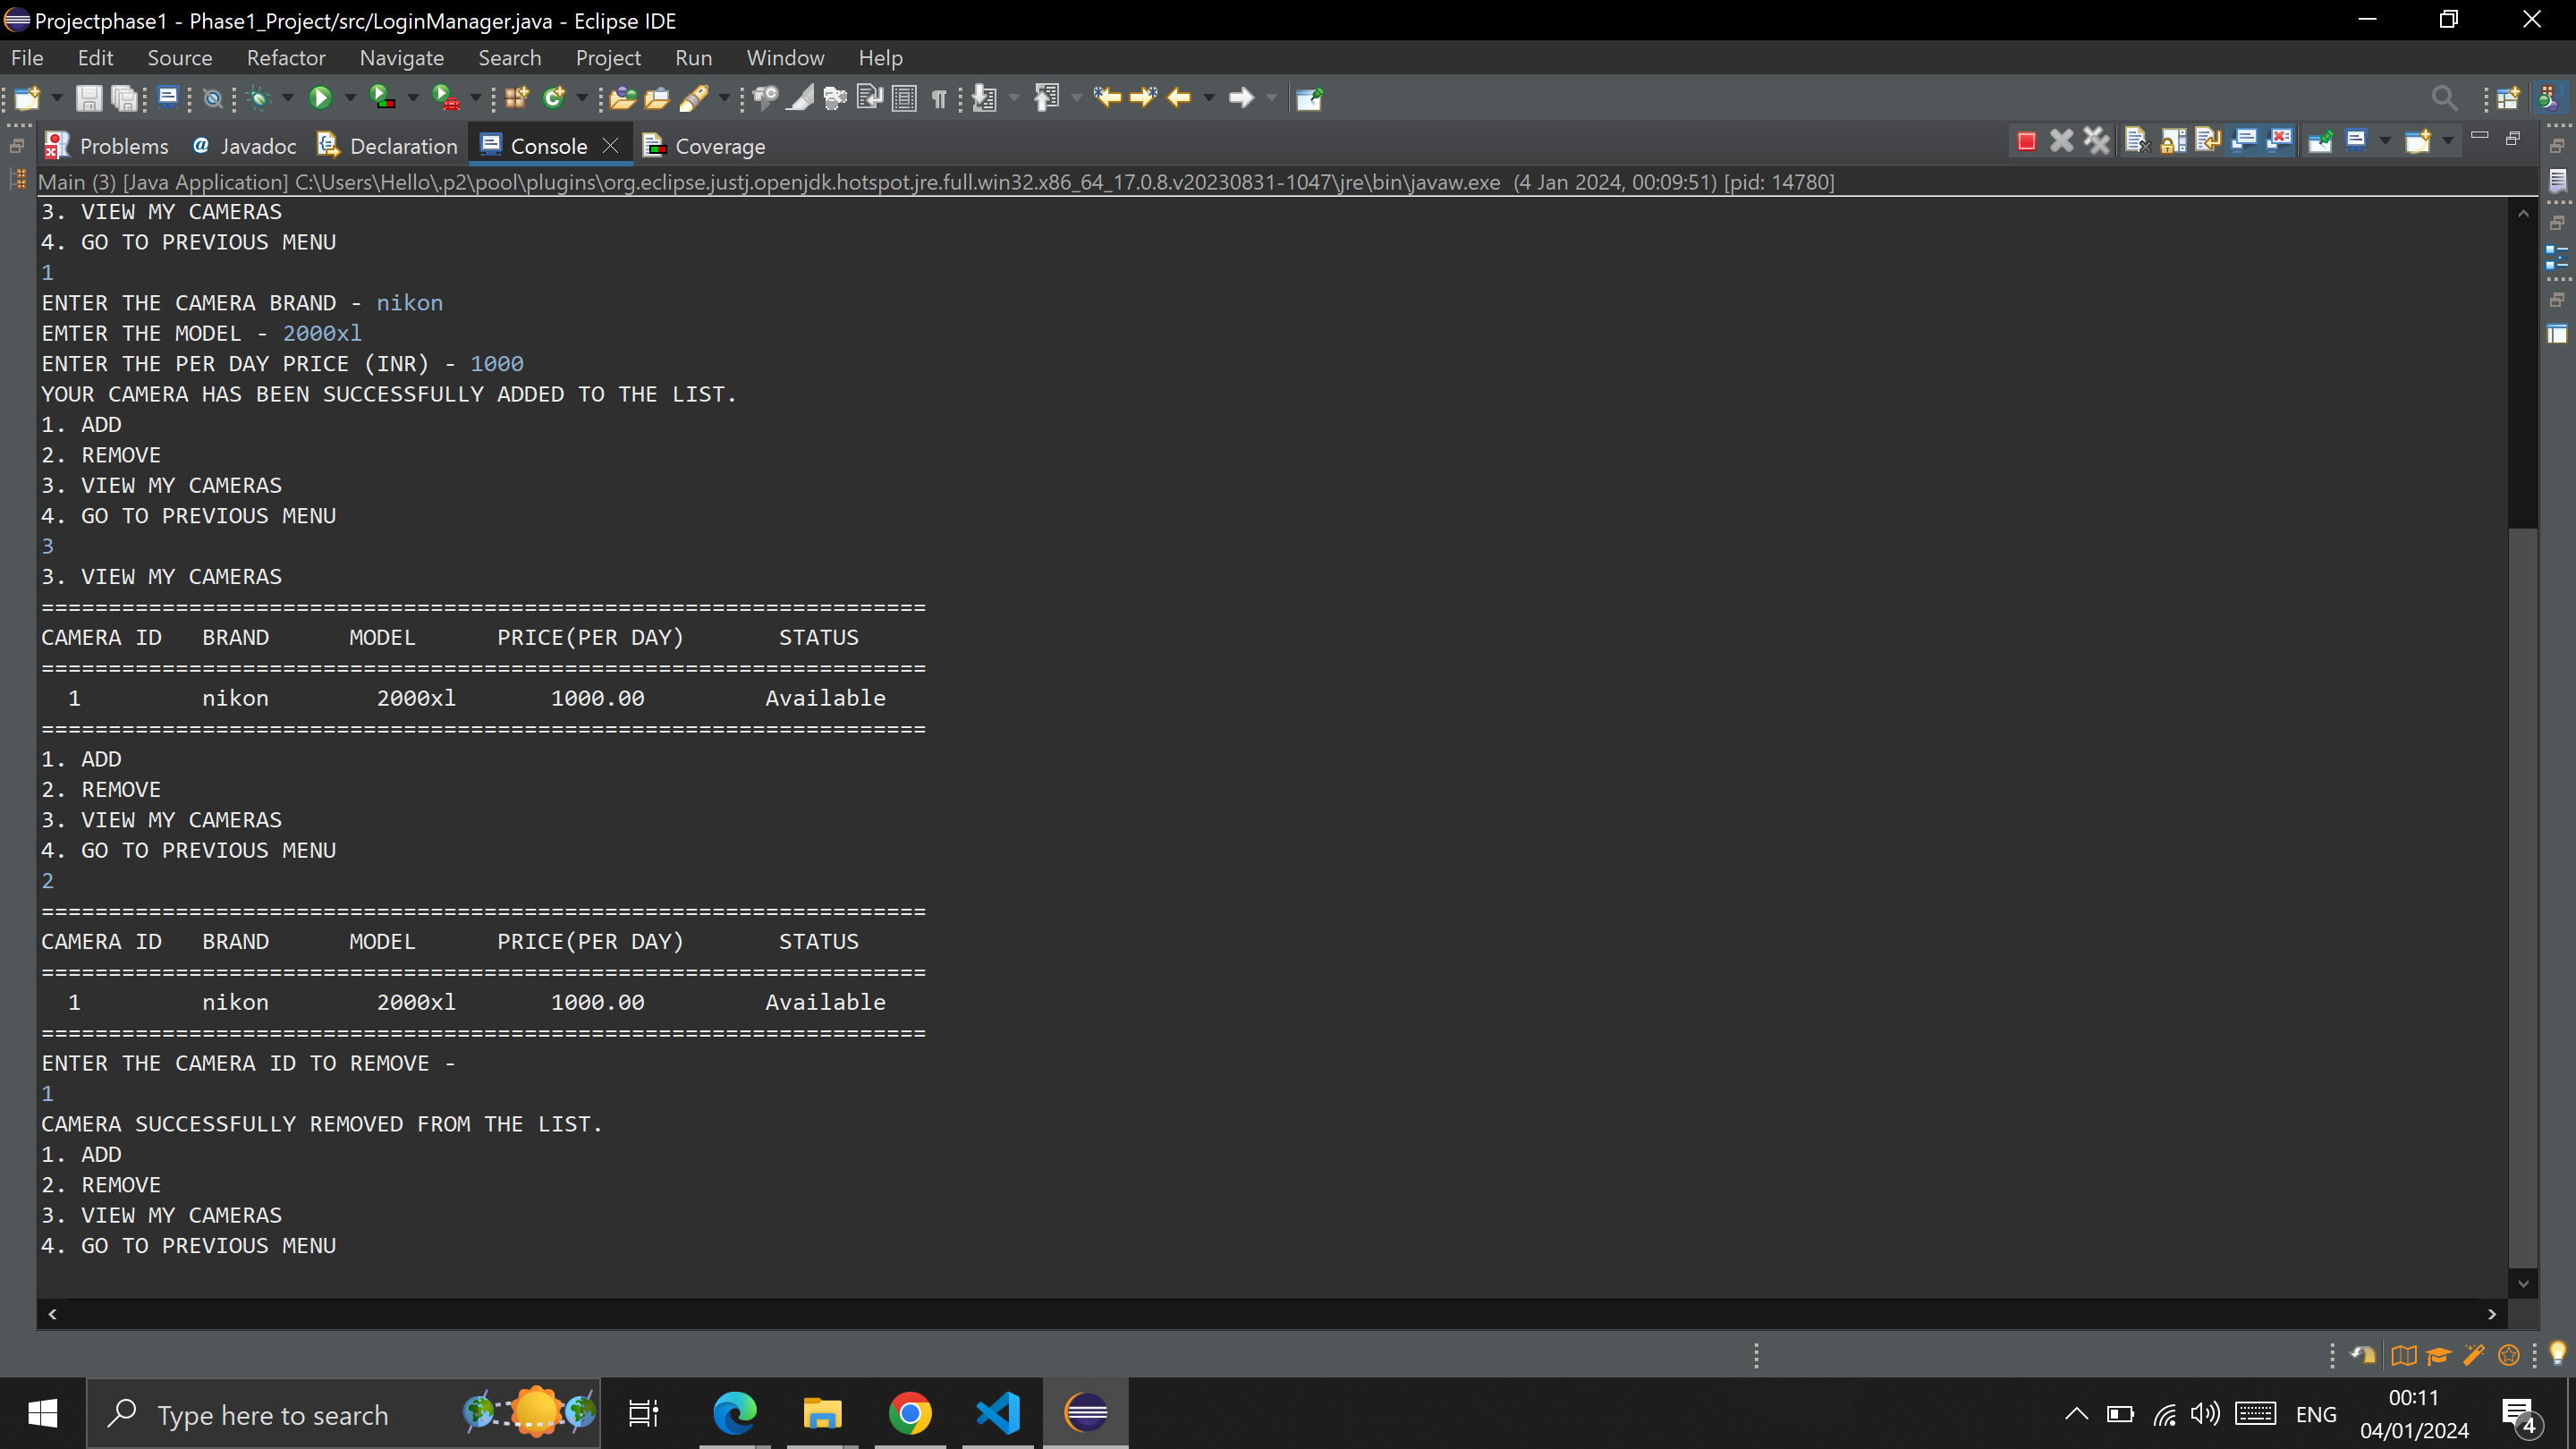 Projectphase1 - Phase1_Project/src/LoginManager.java - Eclipse IDE
File Edit Source Refactor Navigate Search Project Run Window Help
Problems Javadoc Declaration Console Coverage
Main (3) [Java Application] C:\Users\Hello\.p2\pool\plugins\org.eclipse.justj.openjdk.hotspot.jre.full.win32.x86_64_17.0.8.v20230831-1047\jre\bin\javaw.exe (4 Jan 2024, 00:09:51) [pid: 14780]
3. VIEW MY CAMERAS
4. GO TO PREVIOUS MENU
1
ENTER THE CAMERA BRAND - nikon
EMTER THE MODEL - 2000xl
ENTER THE PER DAY PRICE (INR) - 1000
YOUR CAMERA HAS BEEN SUCCESSFULLY ADDED TO THE LIST.
1. ADD
2. REMOVE
3. VIEW MY CAMERAS
4. GO TO PREVIOUS MENU
3
3. VIEW MY CAMERAS
==================================================================
CAMERA ID BRAND MODEL PRICE(PER DAY) STATUS
==================================================================
1 nikon 2000xl 1000.00 Available
==================================================================
1. ADD
2. REMOVE
3. VIEW MY CAMERAS
4. GO TO PREVIOUS MENU
2
==================================================================
CAMERA ID BRAND MODEL PRICE(PER DAY) STATUS
==================================================================
1 nikon 2000xl 1000.00 Available
==================================================================
ENTER THE CAMERA ID TO REMOVE -
1
CAMERA SUCCESSFULLY REMOVED FROM THE LIST.
1. ADD
2. REMOVE
3. VIEW MY CAMERAS
4. GO TO PREVIOUS MENU
Type here to search
ENG
00:11
04/01/2024
4